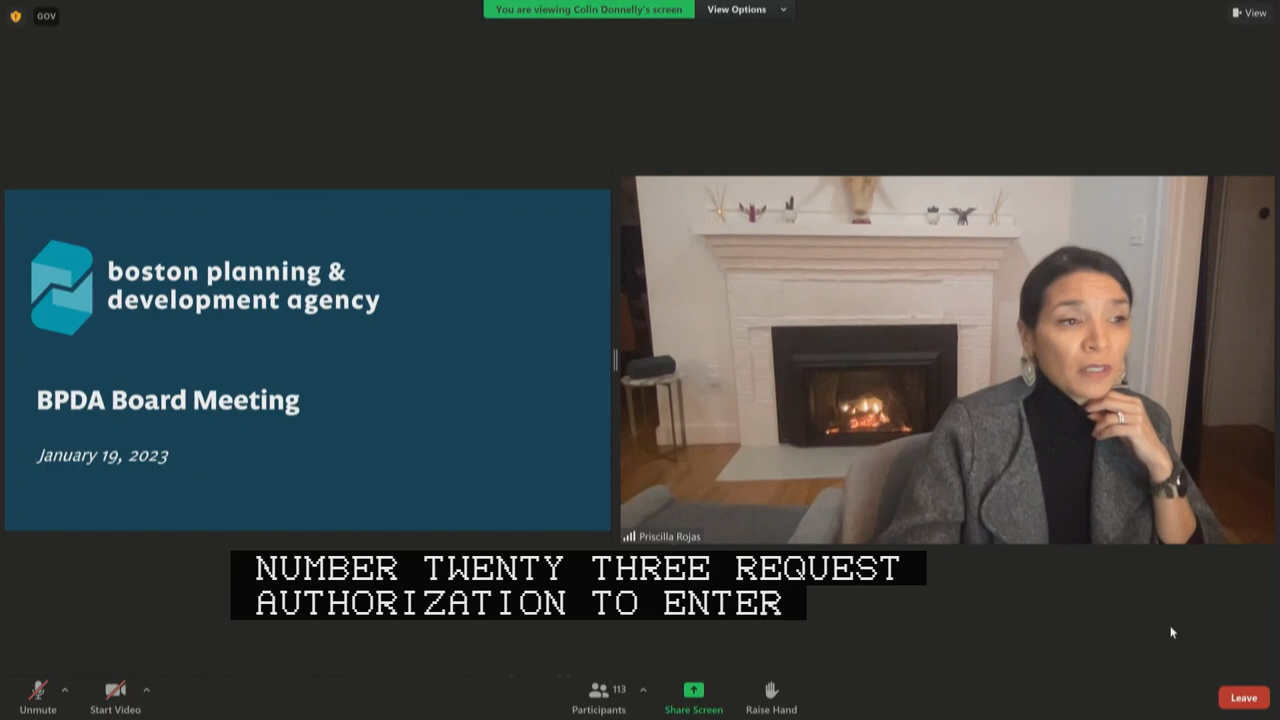 GOV
You are viewing Colin Donnelly's screen
View Options
View
boston planning &
development agency
BPDA Board Meeting
January 19, 2023
Priscilla Rojas
NUMBER TWENTY THREE REQUEST
AUTHORIZATION TO ENTER
Unmute
Start Video
113
Participants
Share Screen
Raise Hand
Leave